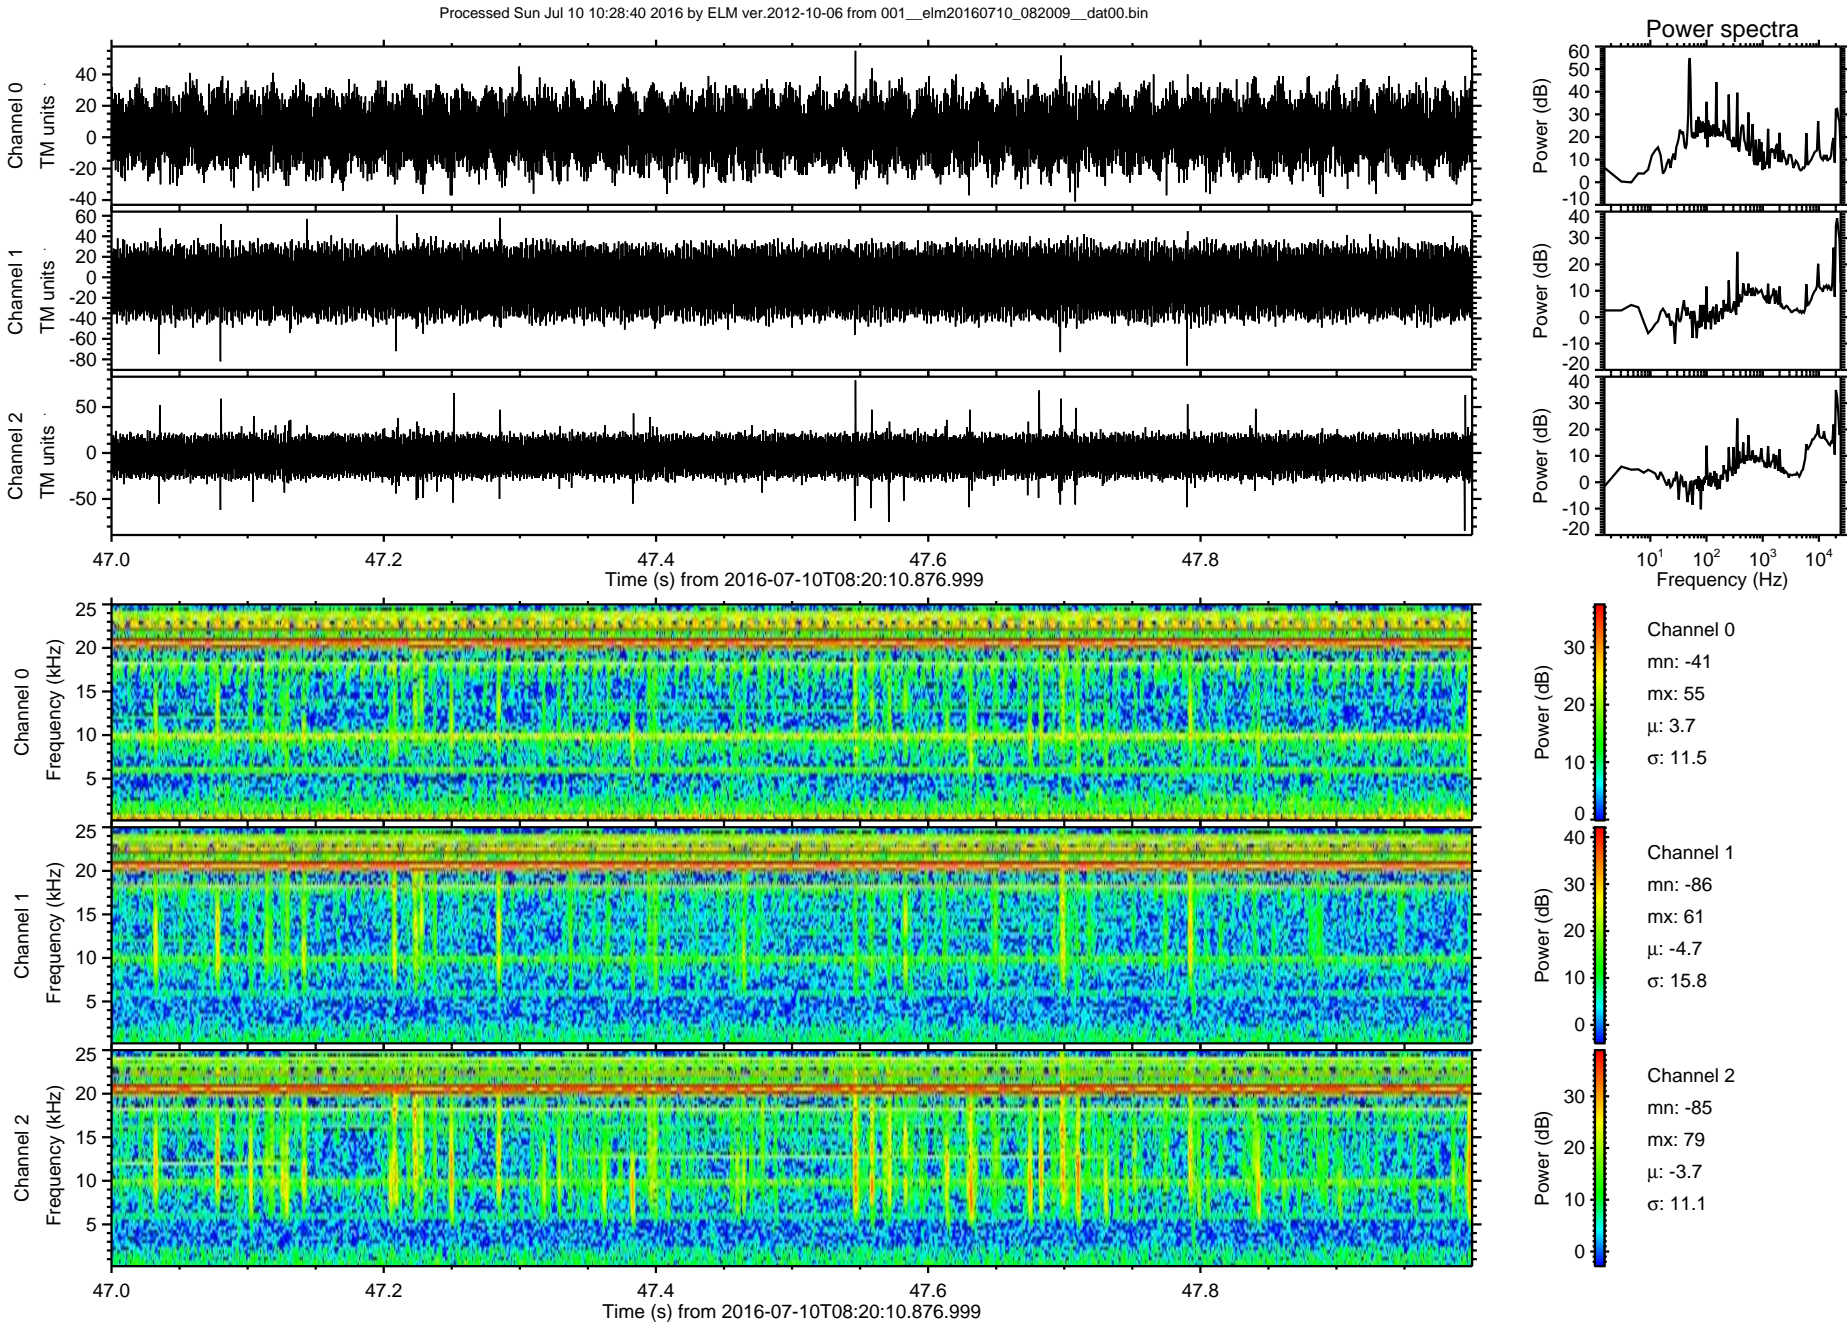 Processed Sun Jul 10 10:28:40 2016 by ELM ver.2012-10-06 from 001__elm20160710_082009__dat00.bin
Power spectra
Channel 0
TM units
40
20
0
-20
-40
Power (dB)
60
50
40
30
20
10
0
-10
Channel 1
TM units
60
40
20
0
-20
-40
-60
-80
Power (dB)
40
30
20
10
0
-10
-20
Channel 2
TM units
50
0
-50
Power (dB)
40
30
20
10
0
-10
-20
47.0 47.2 47.4 47.6 47.8
Time (s) from 2016-07-10T08:20:10.876.999
10¹ 10² 10³ 10⁴
Frequency (Hz)
Channel 0
Frequency (kHz)
25
20
15
10
5
Power (dB)
30
20
10
0
Channel 0
mn: -41
mx: 55
μ: 3.7
σ: 11.5
Channel 1
Frequency (kHz)
25
20
15
10
5
Power (dB)
40
30
20
10
0
Channel 1
mn: -86
mx: 61
μ: -4.7
σ: 15.8
Channel 2
Frequency (kHz)
25
20
15
10
5
Power (dB)
30
20
10
0
Channel 2
mn: -85
mx: 79
μ: -3.7
σ: 11.1
47.0 47.2 47.4 47.6 47.8
Time (s) from 2016-07-10T08:20:10.876.999